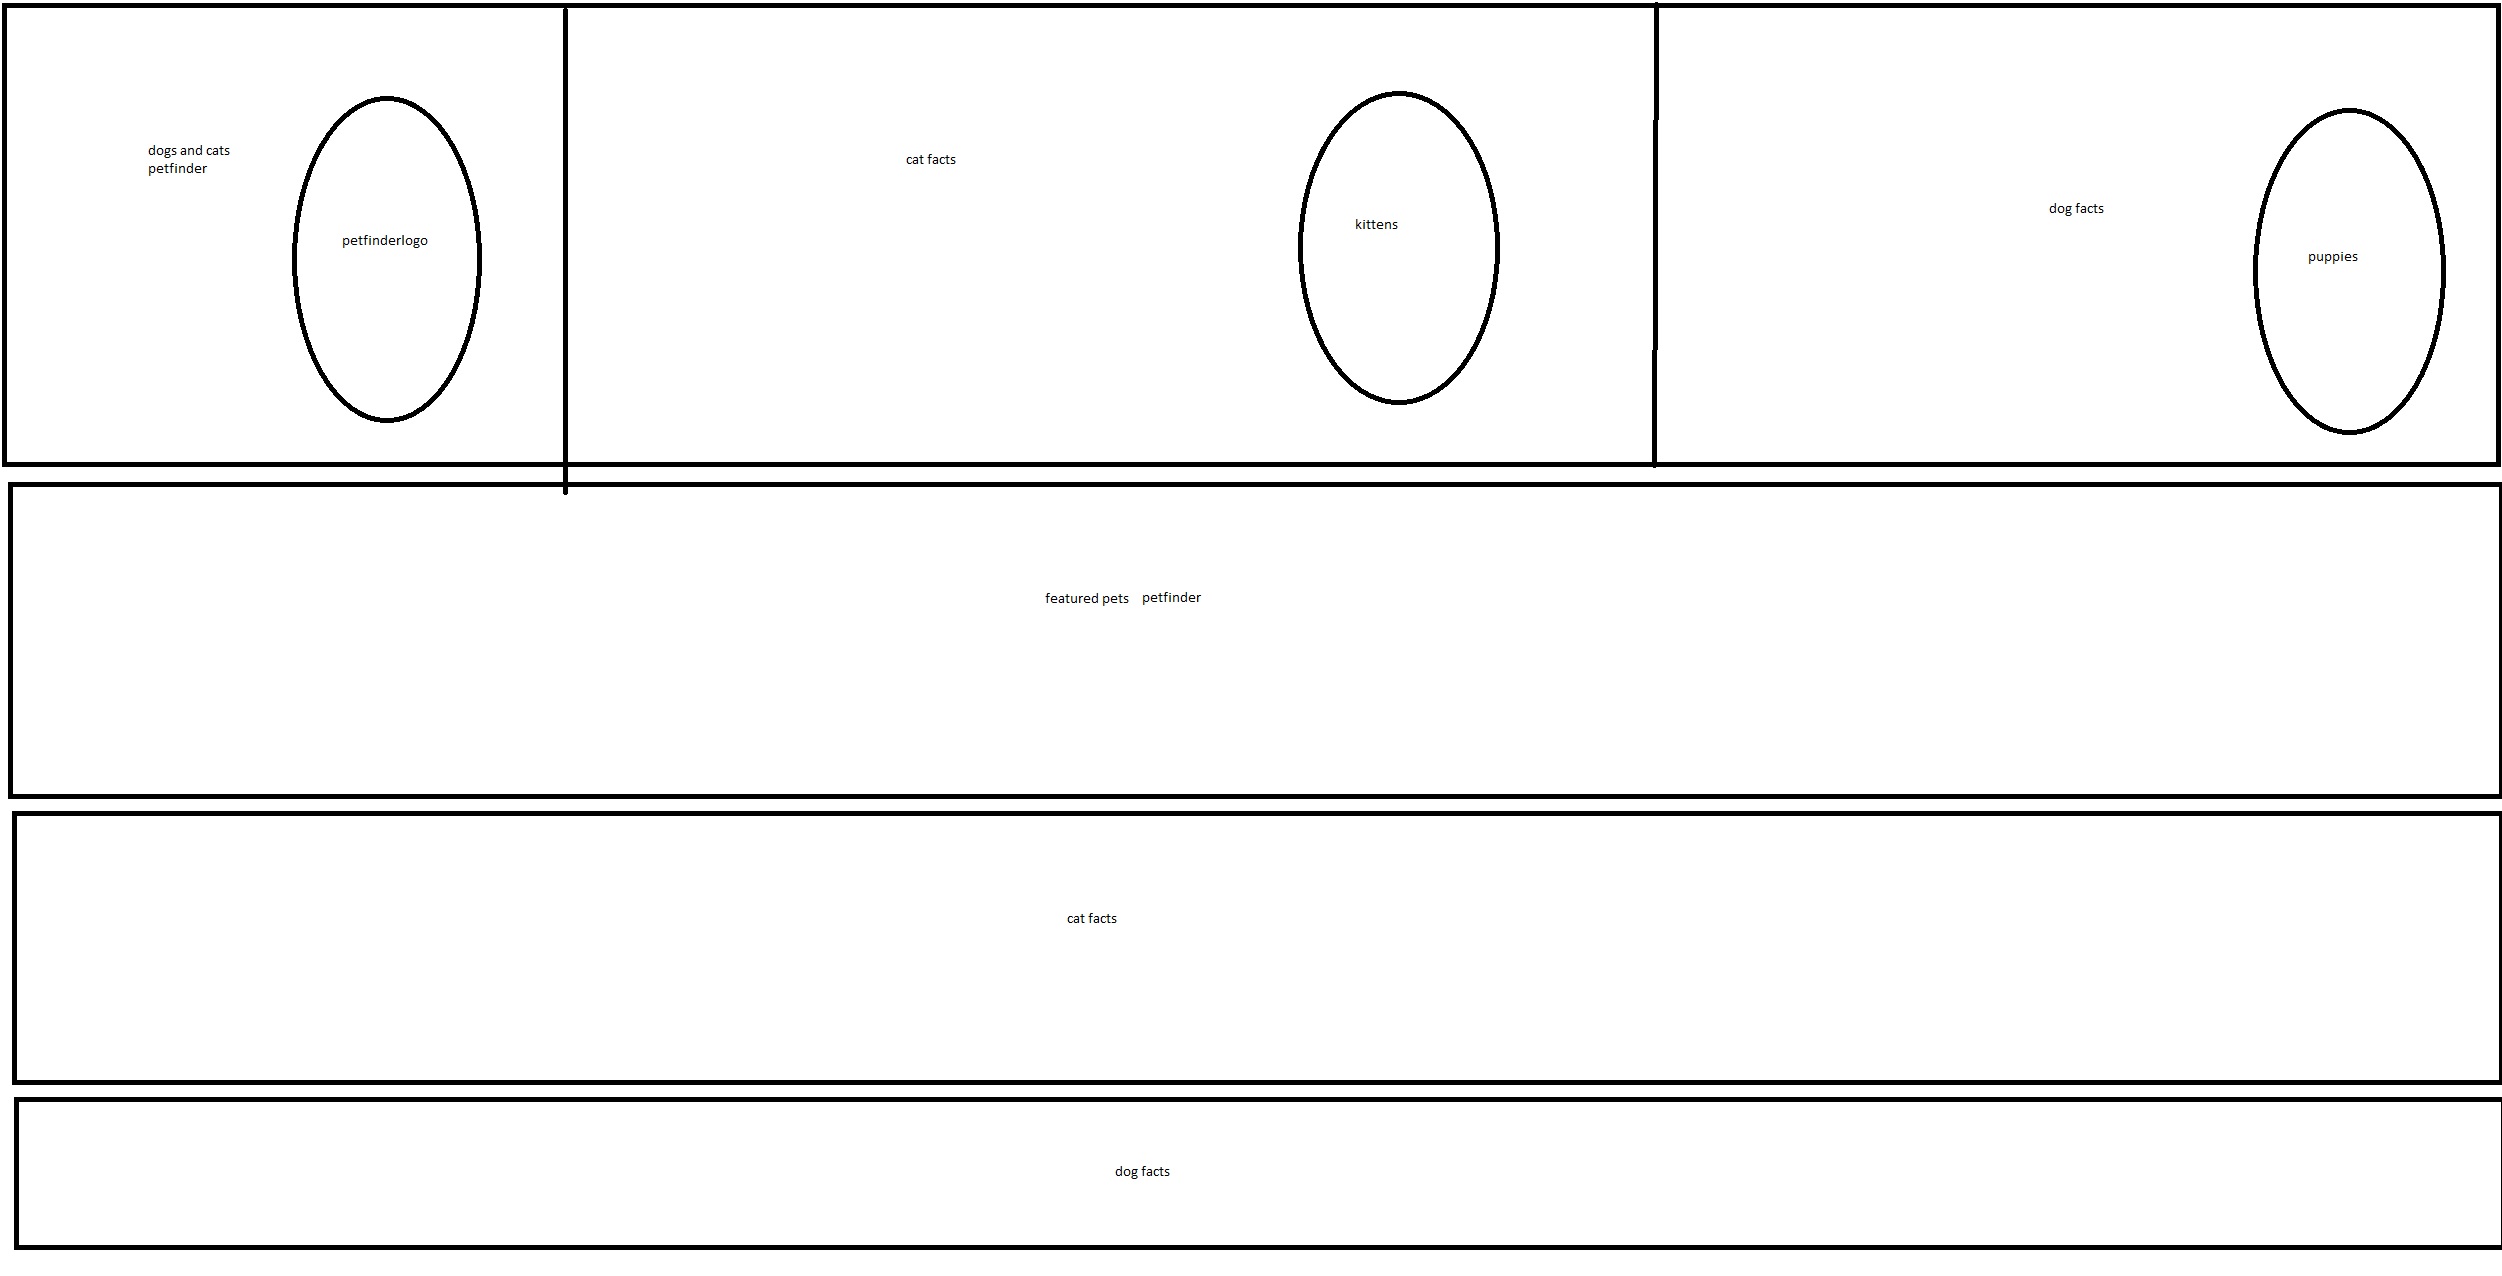 dogs and cats
petfinder
petfinderlogo
cat facts
kittens
dog facts
puppies
featured pets petfinder
cat facts
dog facts